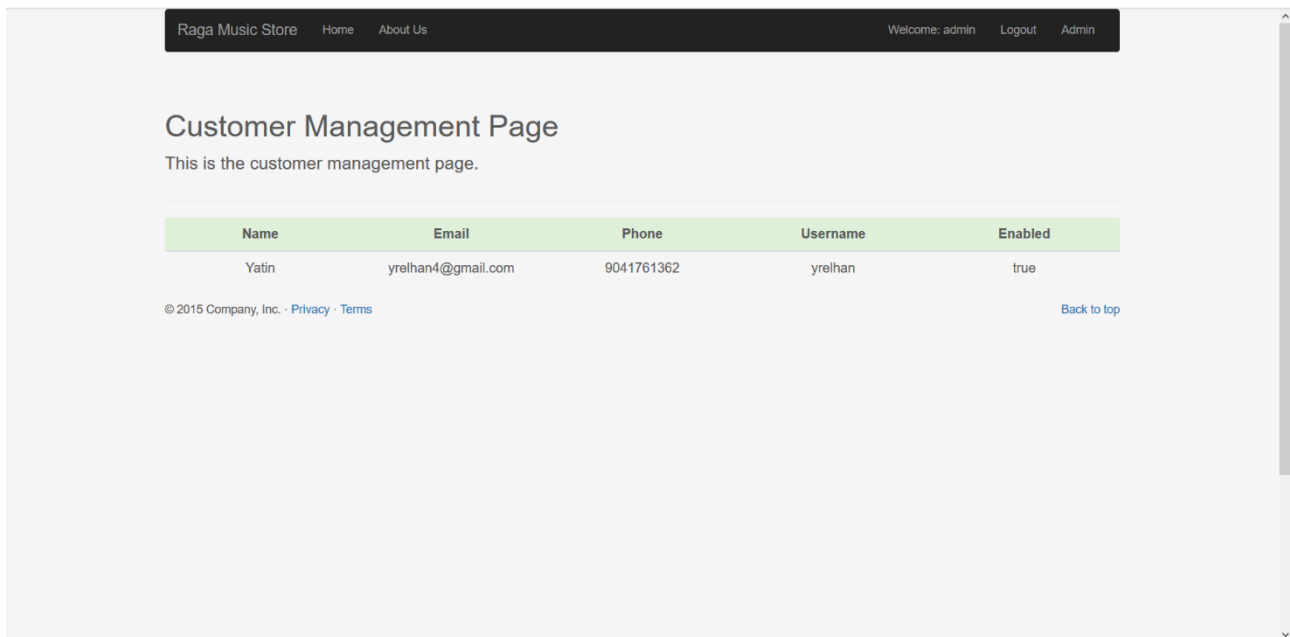 Raga Music Store Home About Us Welcome: admin Logout Admin
Customer Management Page
This is the customer management page.
Name Email Phone Username Enabled
Yatin yrelhan4@gmail.com 9041761362 yrelhan true
© 2015 Company, Inc. · Privacy · Terms Back to top